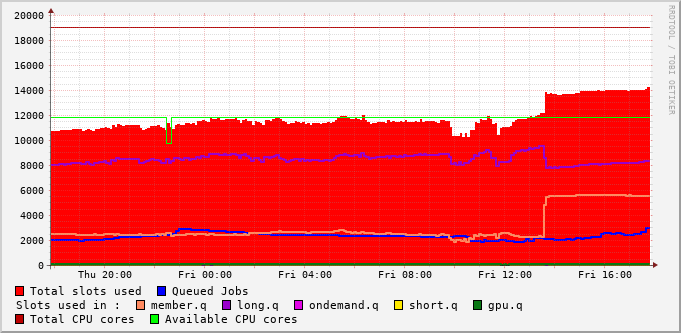 20000
18000
16000
14000
12000
10000
8000
6000
4000
2000
0
Thu 20:00 Fri 00:00 Fri 04:00 Fri 08:00 Fri 12:00 Fri 16:00
RRDTOOL / TOBI OETIKER
Total slots used Queued Jobs
Slots used in : member.q long.q ondemand.q short.q gpu.q
Total CPU cores Available CPU cores